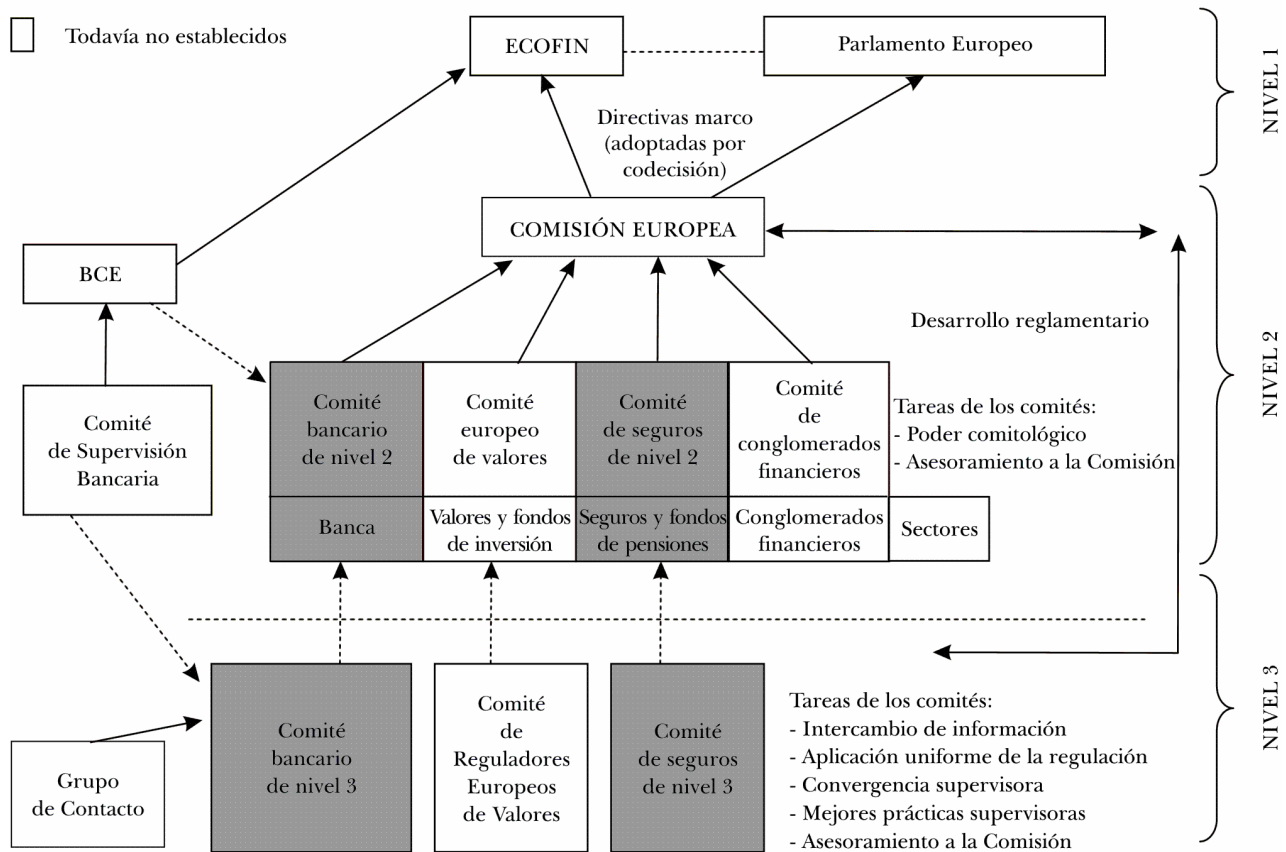 Todavía no establecidos
ECOFIN
Parlamento Europeo
NIVEL 1
Directivas marco
(adoptadas por
codecisión)
COMISIÓN EUROPEA
BCE
Desarrollo reglamentario
NIVEL 2
Comité
de Supervisión
Bancaria
Comité
bancario
de nivel 2
Comité
europeo
de valores
Comité
de seguros
de nivel 2
Comité
de
conglomerados
financieros
Tareas de los comités:
- Poder comitológico
- Asesoramiento a la Comisión
Banca
Valores y fondos
de inversión
Seguros y fondos
de pensiones
Conglomerados
financieros
Sectores
NIVEL 3
Grupo
de Contacto
Comité
bancario
de nivel 3
Comité
de
Reguladores
Europeos
de Valores
Comité
de seguros
de nivel 3
Tareas de los comités:
- Intercambio de información
- Aplicación uniforme de la regulación
- Convergencia supervisora
- Mejores prácticas supervisoras
- Asesoramiento a la Comisión